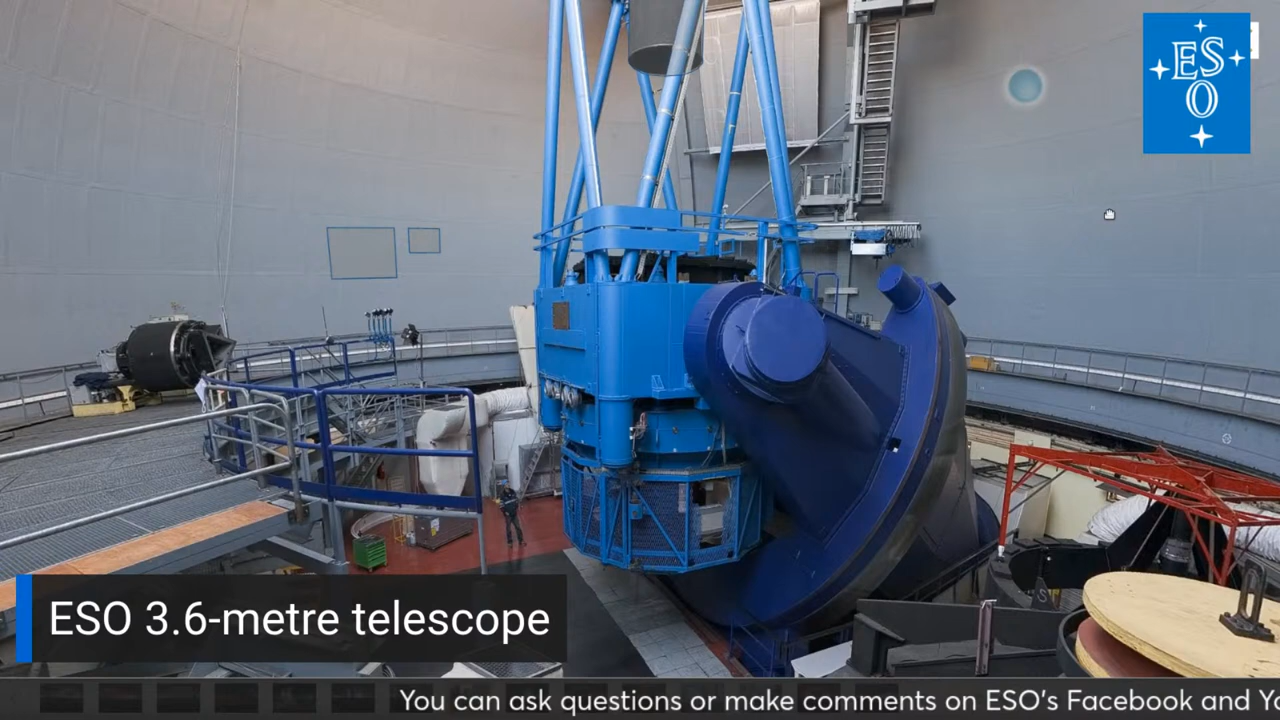 ESO
ESO 3.6-metre telescope
You can ask questions or make comments on ESO's Facebook and Yo